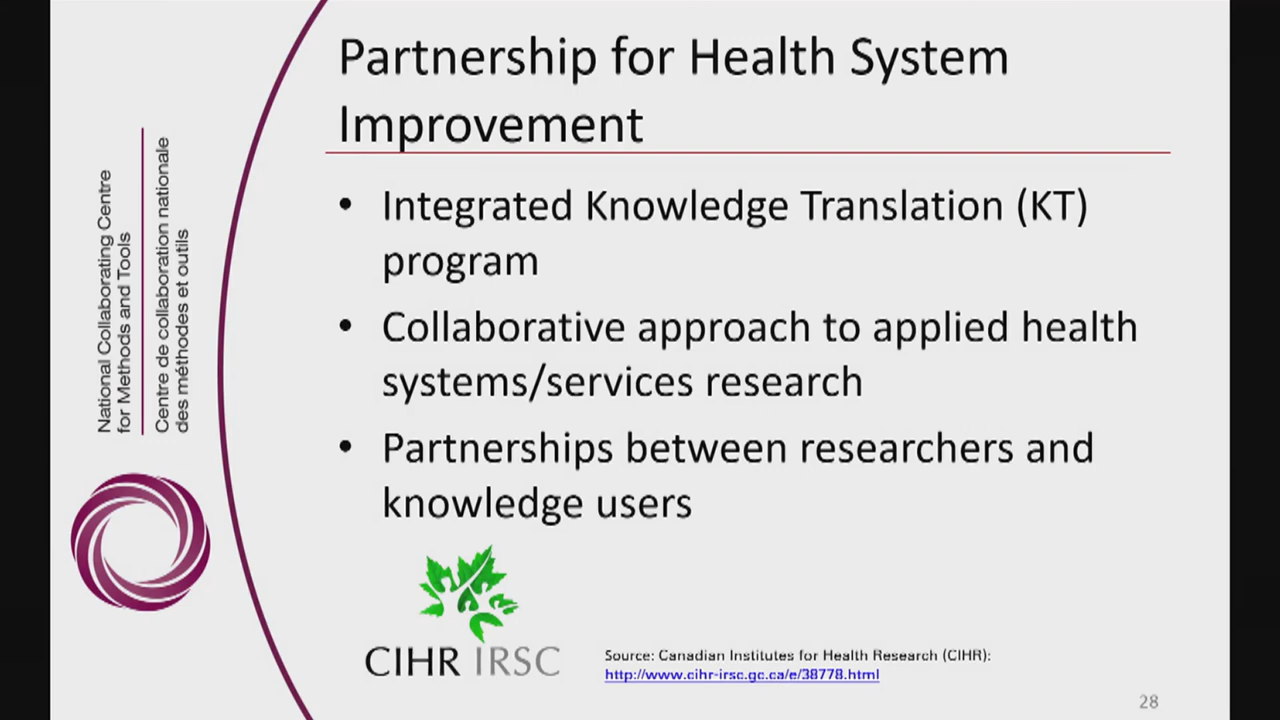 Partnership for Health System
Improvement
• Integrated Knowledge Translation (KT)
program
• Collaborative approach to applied health
systems/services research
• Partnerships between researchers and
knowledge users
National Collaborating Centre
for Methods and Tools
Centre de collaboration nationale
des méthodes et outils
CIHR IRSC
Source: Canadian Institutes for Health Research (CIHR):
http://www.cihr-irsc.gc.ca/e/38778.html
28